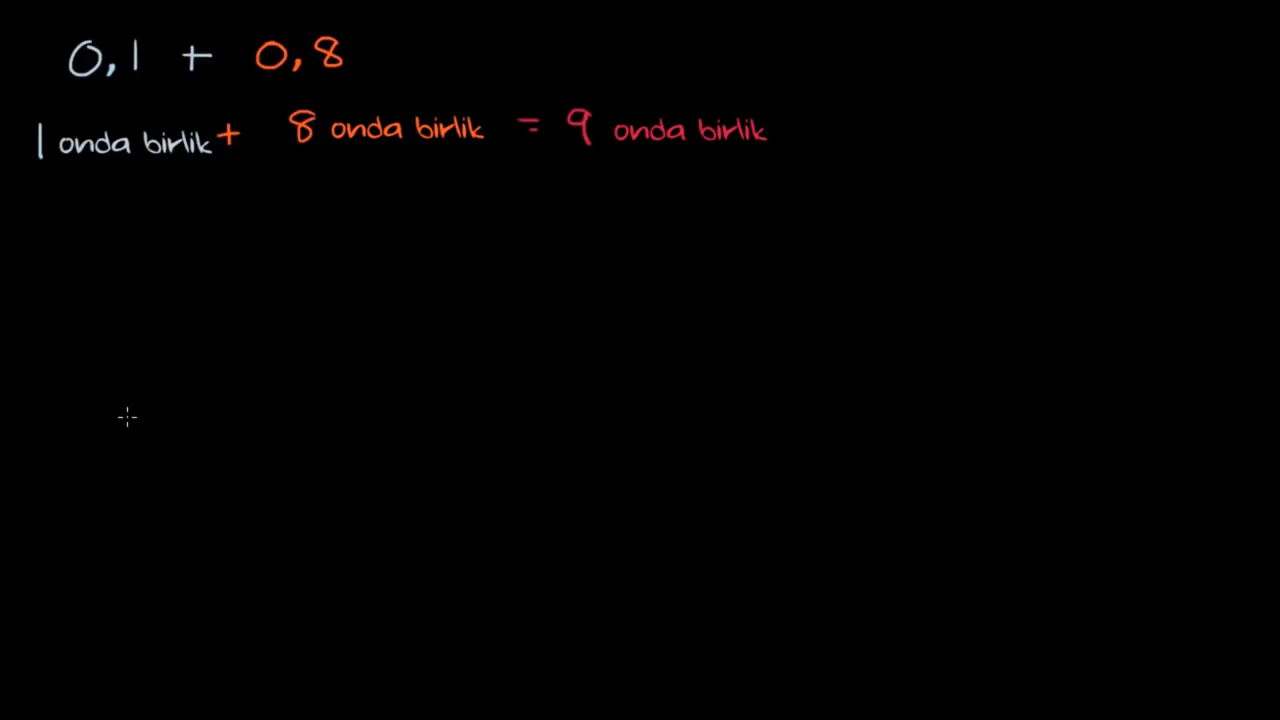 0,1 + 0,8
1 onda birlik + 8 onda birlik = 9 onda birlik